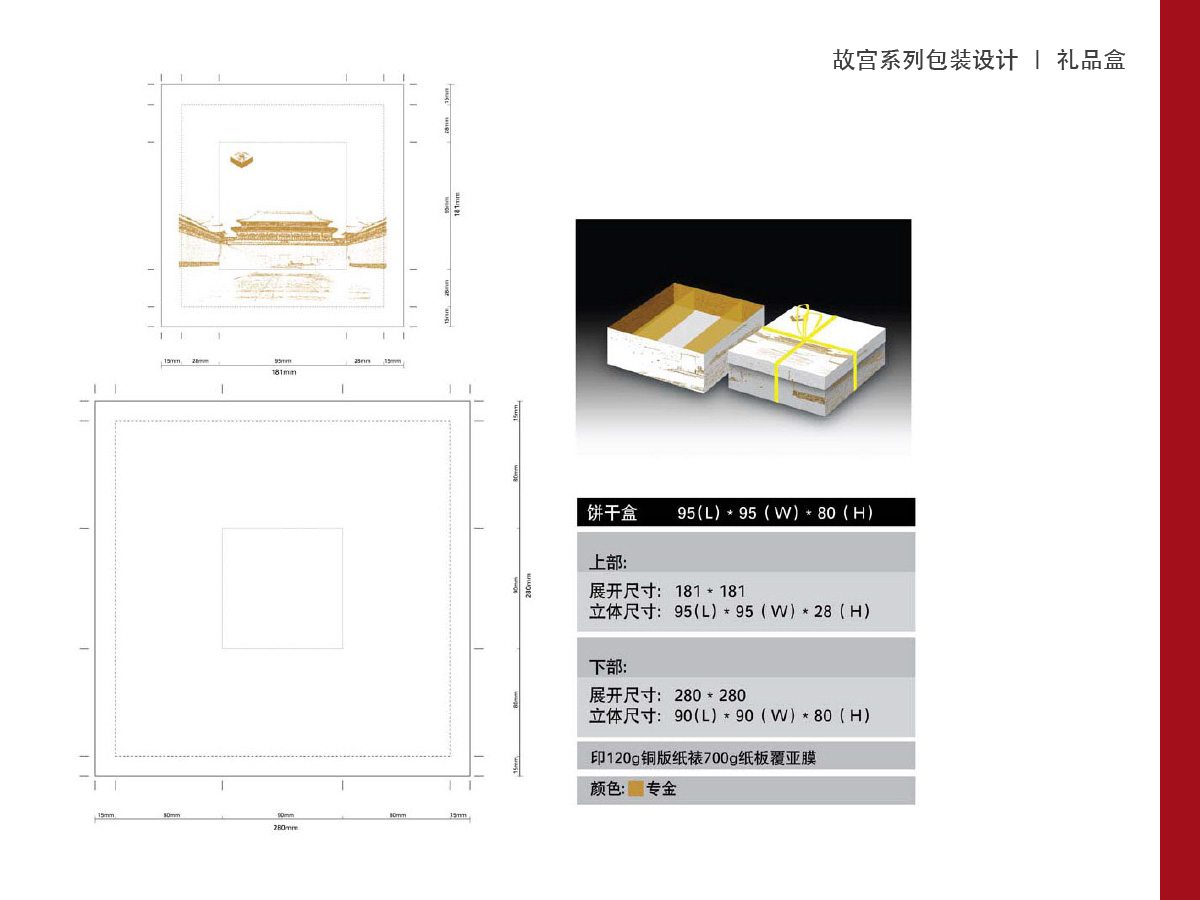 故宫系列包装设计 | 礼品盒
15mm
28mm
95mm
181mm
28mm
15mm
15mm 28mm 95mm 28mm 15mm
181mm
15mm
80mm
90mm
280mm
80mm
15mm
15mm 80mm 90mm 80mm 15mm
280mm
饼干盒 95(L) * 95 (W) * 80 (H)
上部:
展开尺寸: 181 * 181
立体尺寸: 95(L) * 95 (W) * 28 (H)
下部:
展开尺寸: 280 * 280
立体尺寸: 90(L) * 90 (W) * 80 (H)
印120g铜版纸裱700g纸板覆亚膜
颜色: 专金